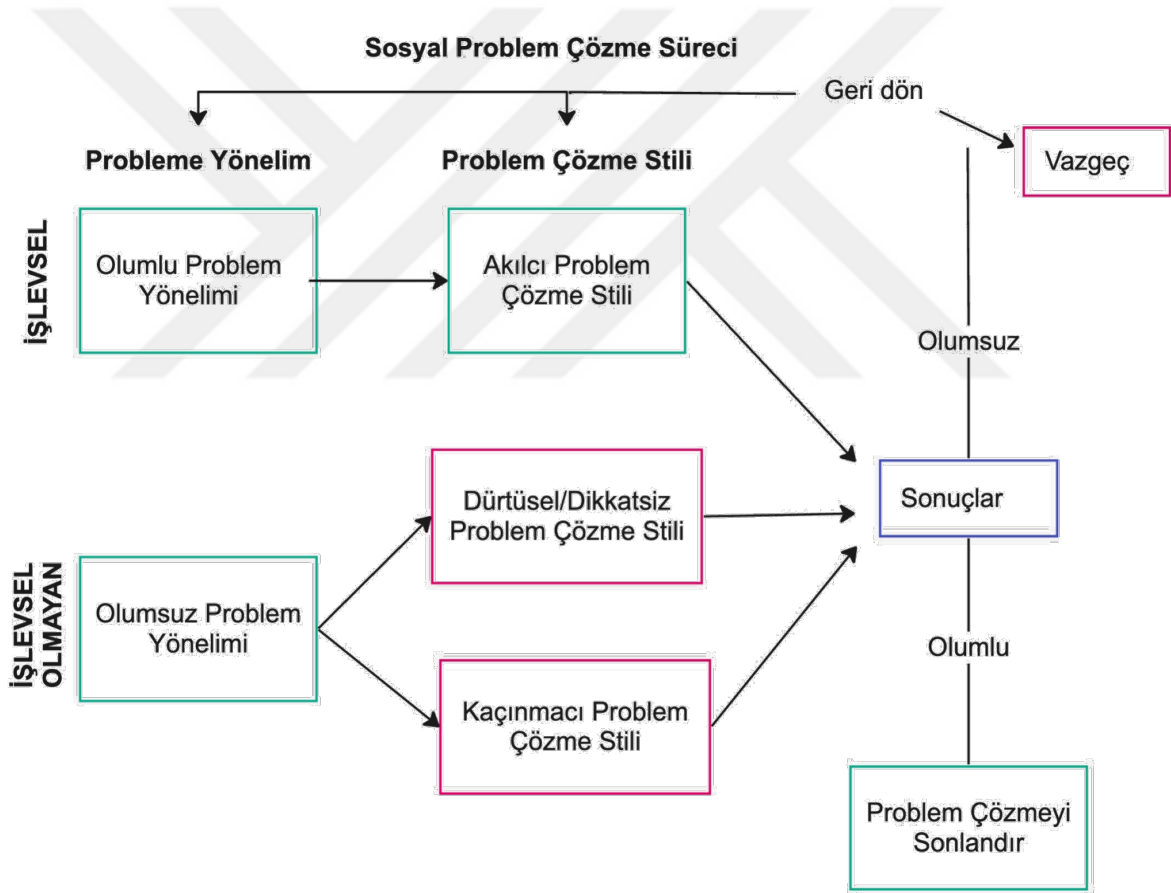 Sosyal Problem Çözme Süreci
Geri dön
Vazgeç
Probleme Yönelim
Problem Çözme Stili
İŞLEVSEL
Olumlu Problem
Yönelimi
Akılcı Problem
Çözme Stili
Olumsuz
Dürtüsel/Dikkatsiz
Problem Çözme Stili
Sonuçlar
İŞLEVSEL
OLMAYAN
Olumsuz Problem
Yönelimi
Olumlu
Kaçınmacı Problem
Çözme Stili
Problem Çözmeyi
Sonlandır